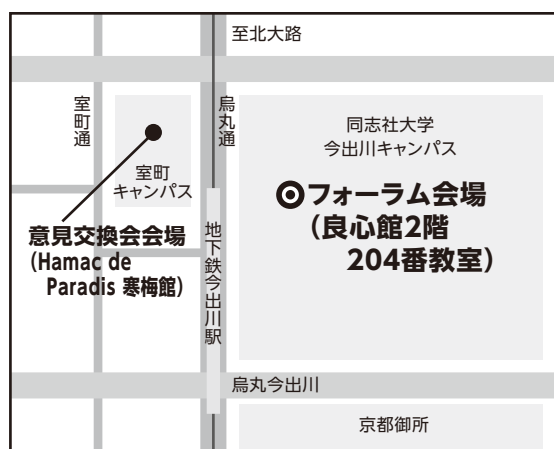 至北大路
室町通
烏丸通
同志社大学
今出川キャンパス
室町
キャンパス
フォーラム会場
(良心館2階
204番教室)
意見交換会会場
(Hamac de
Paradis 寒梅館)
地下鉄今出川駅
烏丸今出川
京都御所